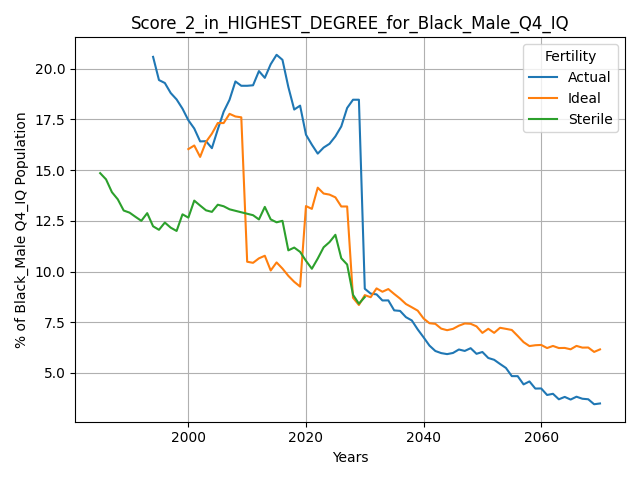 Score_2_in_HIGHEST_DEGREE_for_Black_Male_Q4_IQ
Fertility
Actual
Ideal
Sterile
% of Black_Male Q4_IQ Population
20.0
17.5
15.0
12.5
10.0
7.5
5.0
2000
2020
2040
2060
Years